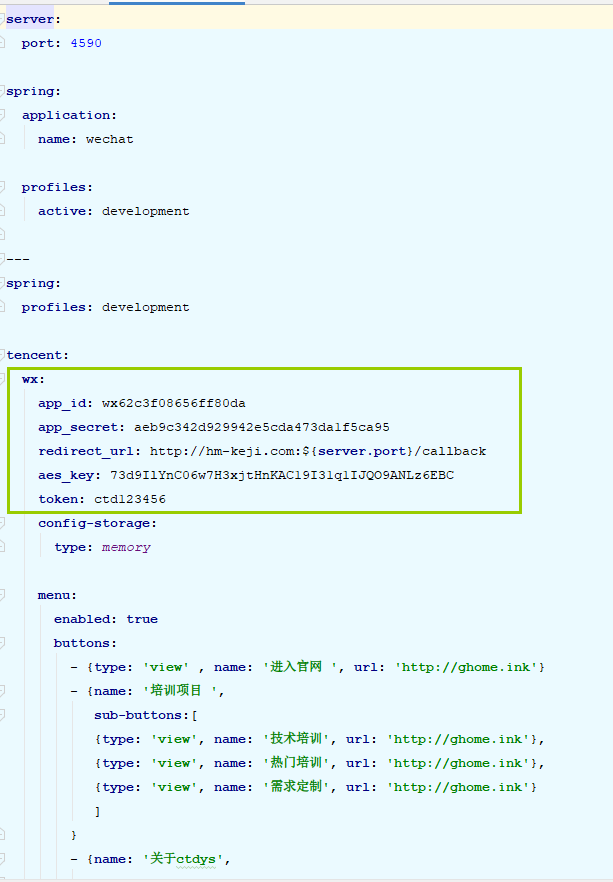 server:
port: 4590
spring:
application:
name: wechat
profiles:
active: development
---
spring:
profiles: development
tencent:
wx:
app_id: wx62c3f08656ff80da
app_secret: aeb9c342d929942e5cda473da1f5ca95
redirect_url: http://hm-keji.com:${server.port}/callback
aes_key: 73d9IlYnC06w7H3xjtHnKAC19I31q1IJQO9ANLz6EBC
token: ctd123456
config-storage:
type: memory
menu:
enabled: true
buttons:
- {type: 'view' , name: '进入官网 ', url: 'http://ghome.ink'}
- {name: '培训项目 ',
sub-buttons:[
{type: 'view', name: '技术培训', url: 'http://ghome.ink'},
{type: 'view', name: '热门培训', url: 'http://ghome.ink'},
{type: 'view', name: '需求定制', url: 'http://ghome.ink'}
]
}
- {name: '关于ctdys',